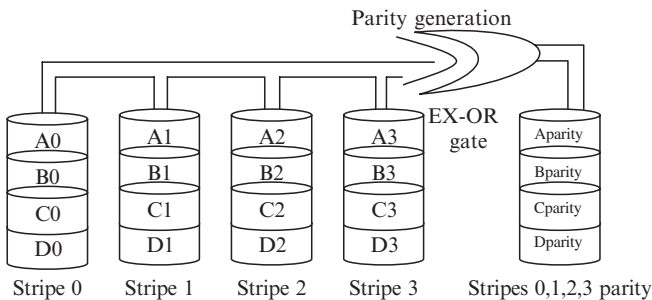 Parity generation
EX-OR
gate
A0 A1 A2 A3 Aparity
B0 B1 B2 B3 Bparity
C0 C1 C2 C3 Cparity
D0 D1 D2 D3 Dparity
Stripe 0 Stripe 1 Stripe 2 Stripe 3 Stripes 0,1,2,3 parity